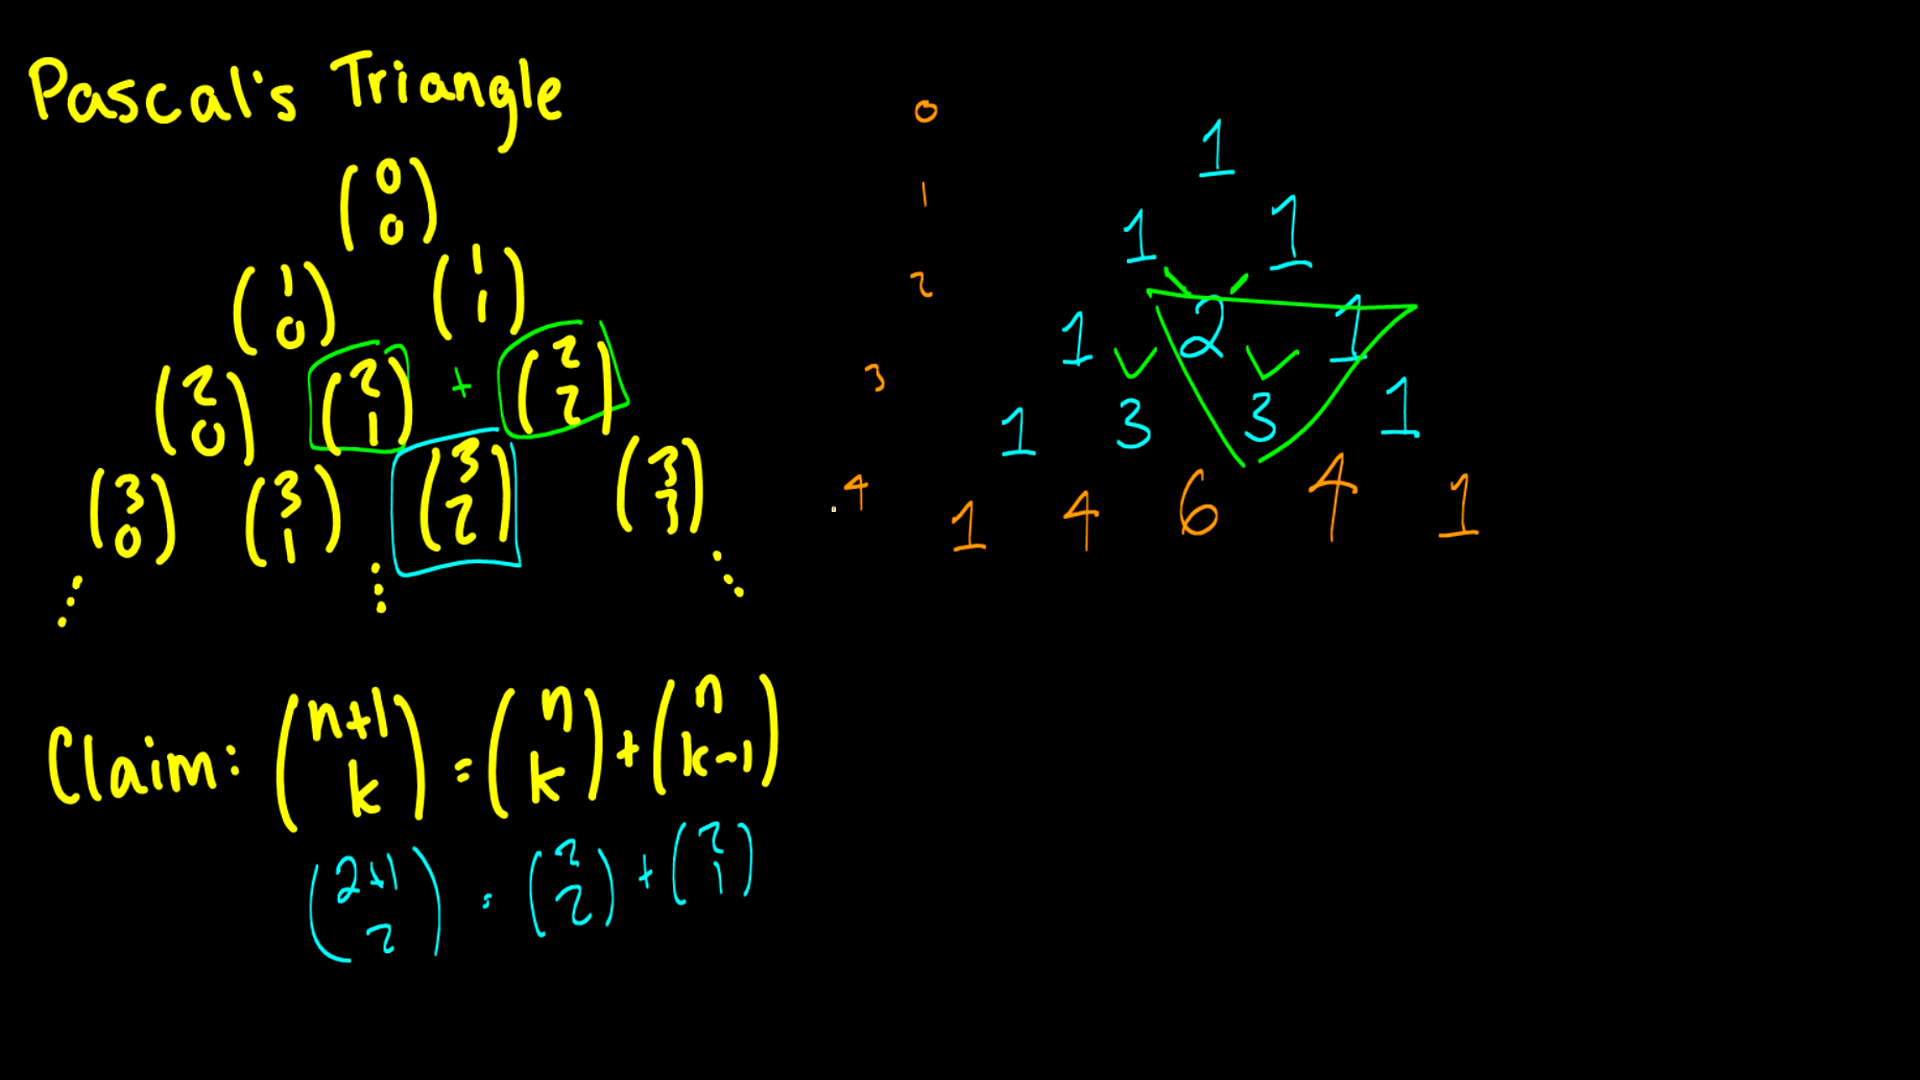 Pascal's Triangle
(0 0)
(1 0) (1 1)
(2 0) (2 1) + (2 2)
(3 0) (3 1) (3 2) (3 3)
⋮ ⋮ ⋱
0 1
1 1 1
2 1 2 1
3 1 3 3 1
4 1 4 6 4 1
Claim: (n+1 k) = (n k) + (n k-1)
(2+1 2) = (2 2) + (2 1)